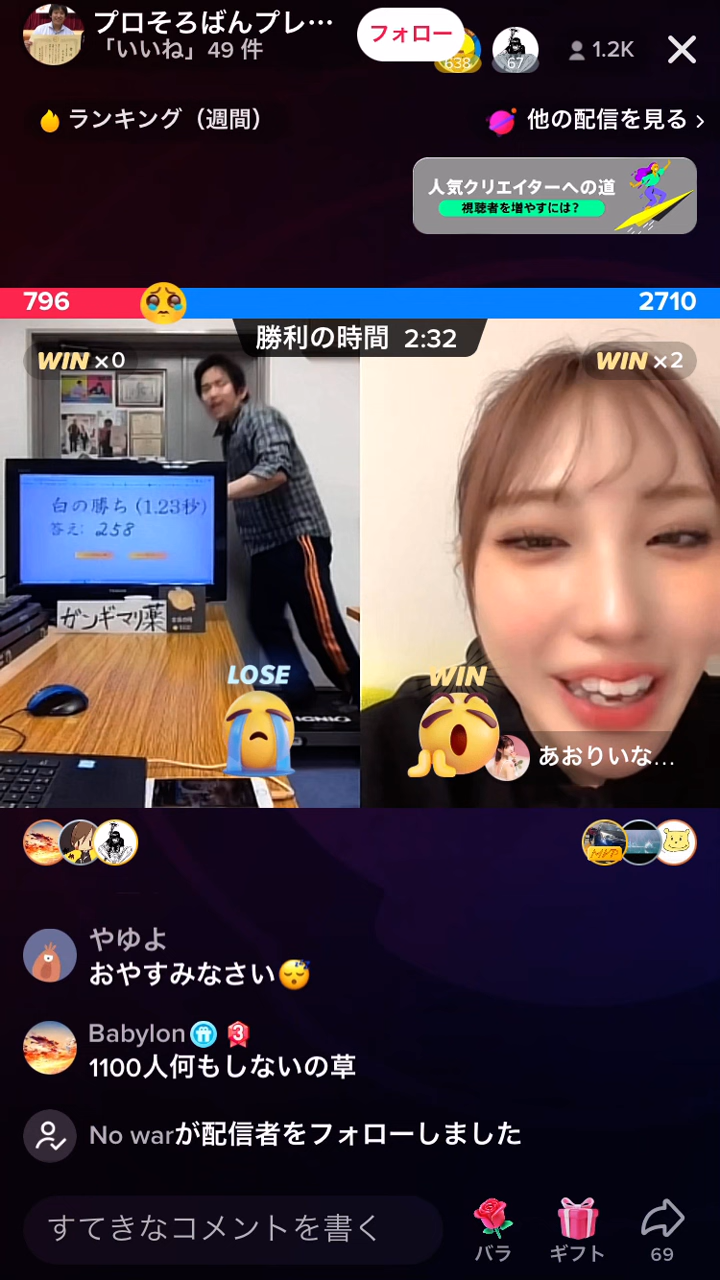 プロそろばんプレ…
「いいね」49 件
フォロー
638
67
1.2K
ランキング（週間）
他の配信を見る
人気クリエイターへの道
視聴者を増やすには？
796
2710
勝利の時間 2:32
WIN ×0
WIN ×2
白の勝ち (1.23秒)
答え: 258
ガンギマリ薬
IGNIO
LOSE
WIN
あおりいな…
やゆよ
おやすみなさい😴
Babylon 3
1100人何もしないの草
No warが配信者をフォローしました
すてきなコメントを書く
バラ
ギフト
69